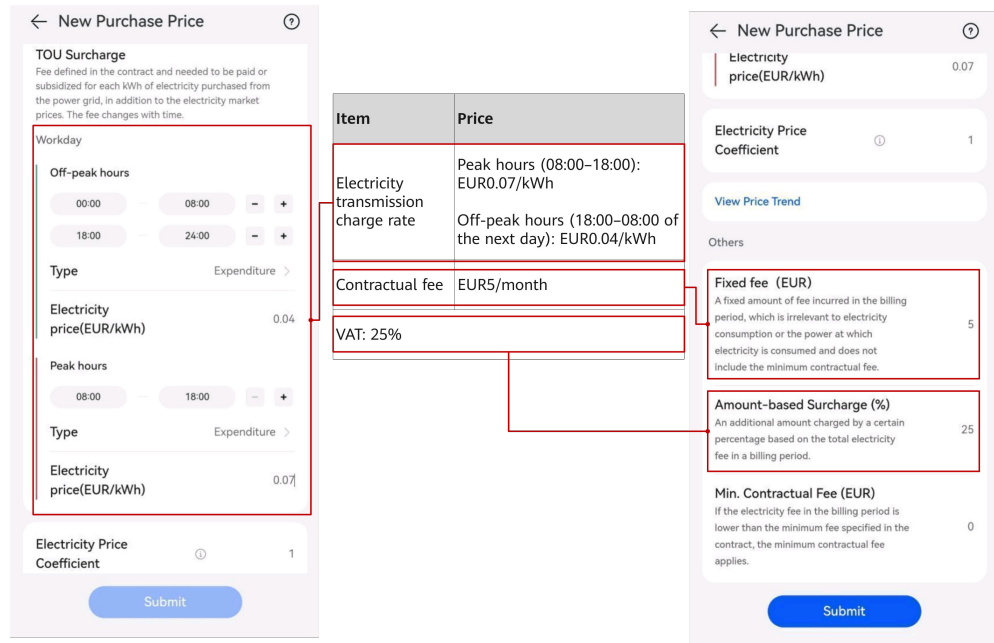 New Purchase Price
TOU Surcharge
Fee defined in the contract and needed to be paid or
subsidized for each kWh of electricity purchased from
the power grid, in addition to the electricity market
prices. The fee changes with time.
Workday
Off-peak hours
00:00 — 08:00 - +
18:00 — 24:00 - +
Type Expenditure >
Electricity
price(EUR/kWh) 0.04
Peak hours
08:00 — 18:00 - +
Type Expenditure >
Electricity
price(EUR/kWh) 0.07
Electricity Price
Coefficient 1
Submit
Item Price
Electricity
transmission
charge rate
Peak hours (08:00–18:00):
EUR0.07/kWh
Off-peak hours (18:00–08:00 of
the next day): EUR0.04/kWh
Contractual fee EUR5/month
VAT: 25%
New Purchase Price
Electricity
price(EUR/kWh) 0.07
Electricity Price
Coefficient 1
View Price Trend
Others
Fixed fee (EUR)
A fixed amount of fee incurred in the billing
period, which is irrelevant to electricity
consumption or the power at which
electricity is consumed and does not
include the minimum contractual fee.
5
Amount-based Surcharge (%)
An additional amount charged by a certain
percentage based on the total electricity
fee in a billing period.
25
Min. Contractual Fee (EUR)
If the electricity fee in the billing period is
lower than the minimum fee specified in the
contract, the minimum contractual fee
applies.
0
Submit